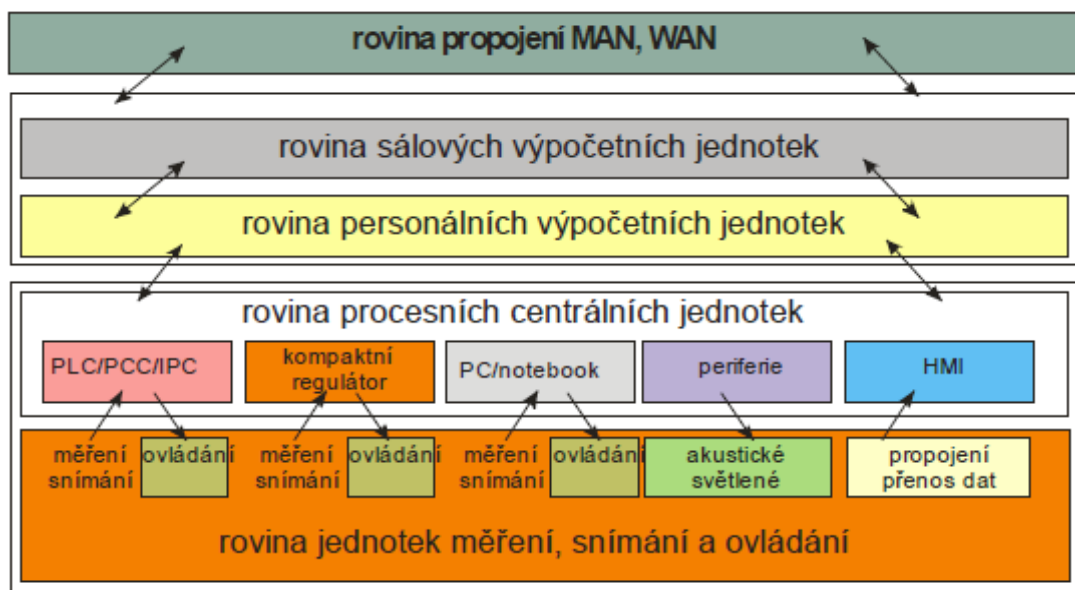 rovina propojení MAN, WAN
rovina sálových výpočetních jednotek
rovina personálních výpočetních jednotek
rovina procesních centrálních jednotek
PLC/PCC/IPC
kompaktní
regulátor
PC/notebook
periferie
HMI
měření
snímání
ovládání
měření
snímání
ovládání
měření
snímání
ovládání
akustické
světlené
propojení
přenos dat
rovina jednotek měření, snímání a ovládání